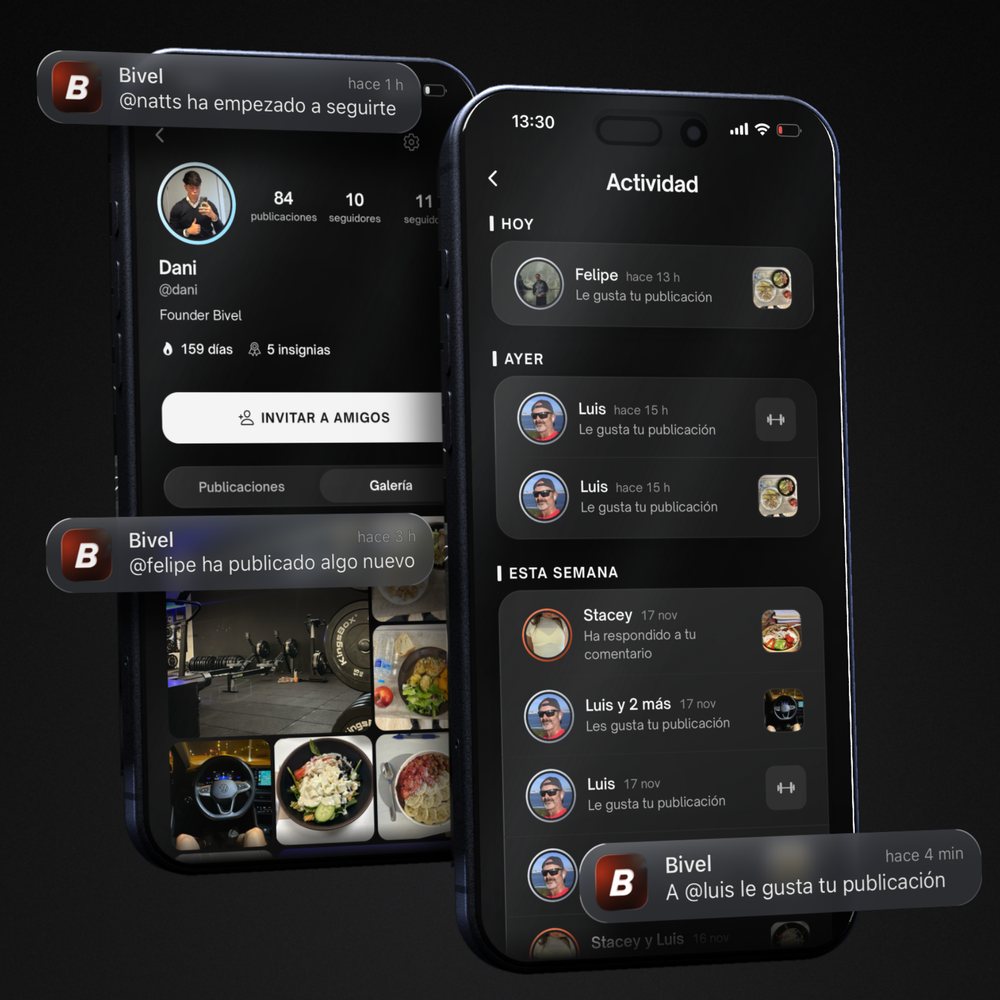 B
Bivel
hace 1 h
@natts ha empezado a seguirte
84
publicaciones
10
seguidores
11
Dani
@dani
Founder Bivel
159 días
5 insignias
INVITAR A AMIGOS
Publicaciones
Galería
B
Bivel
hace 3 h
@felipe ha publicado algo nuevo
KingsBox
13:30
Actividad
HOY
Felipe hace 13 h
Le gusta tu publicación
AYER
Luis hace 15 h
Le gusta tu publicación
Luis hace 15 h
Le gusta tu publicación
ESTA SEMANA
Stacey 17 nov
Ha respondido a tu
comentario
Luis y 2 más 17 nov
Les gusta tu publicación
Luis 17 nov
Le gusta tu publicación
B
Bivel
hace 4 min
A @luis le gusta tu publicación
Stacey y Luis 16 nov